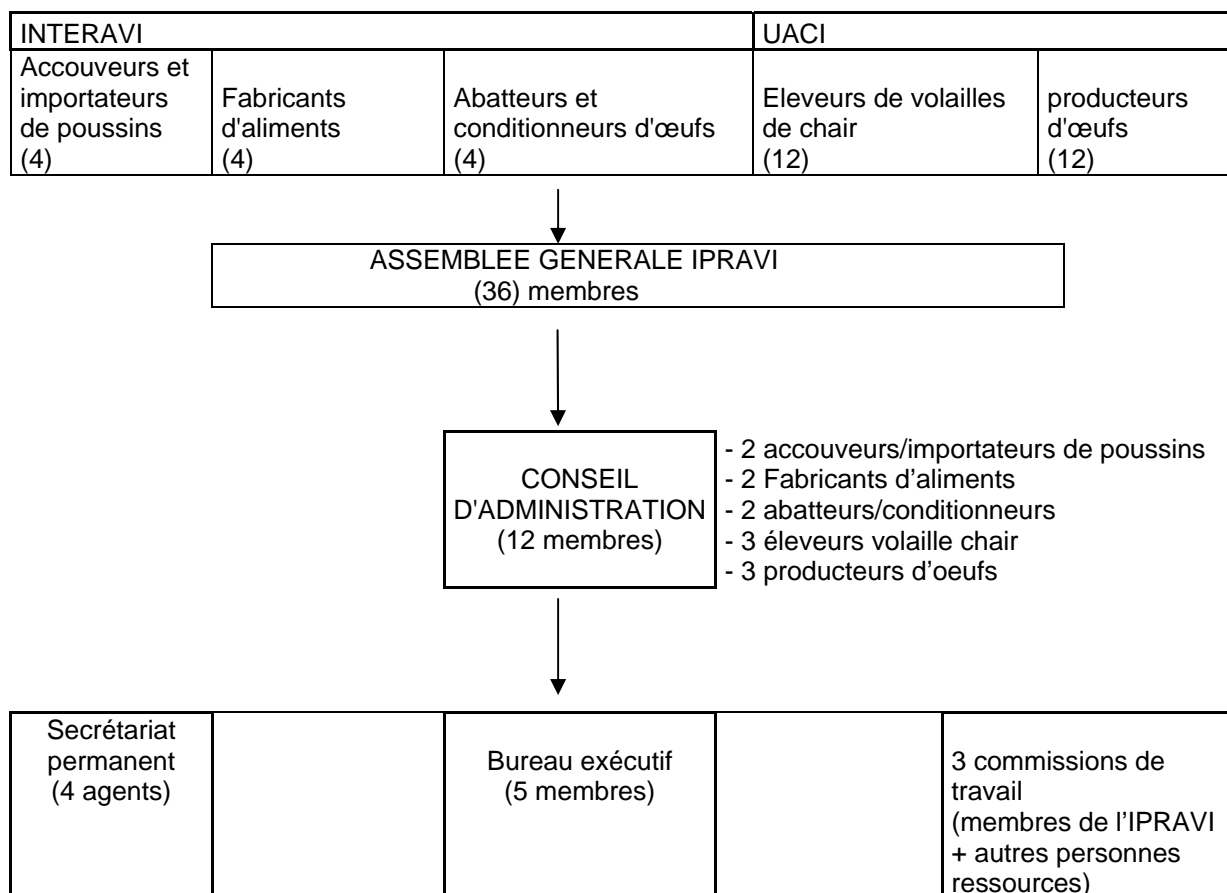 INTERAVI
UACI
Accouveurs et
importateurs
de poussins
(4)
Fabricants
d'aliments
(4)
Abatteurs et
conditionneurs d'œufs
(4)
Eleveurs de volailles
de chair
(12)
producteurs
d'œufs
(12)
ASSEMBLEE GENERALE IPRAVI
(36) membres
CONSEIL
D'ADMINISTRATION
(12 membres)
- 2 accouveurs/importateurs de poussins
- 2 Fabricants d’aliments
- 2 abatteurs/conditionneurs
- 3 éleveurs volaille chair
- 3 producteurs d’oeufs
Secrétariat
permanent
(4 agents)
Bureau exécutif
(5 membres)
3 commissions de
travail
(membres de l’IPRAVI
+ autres personnes
ressources)